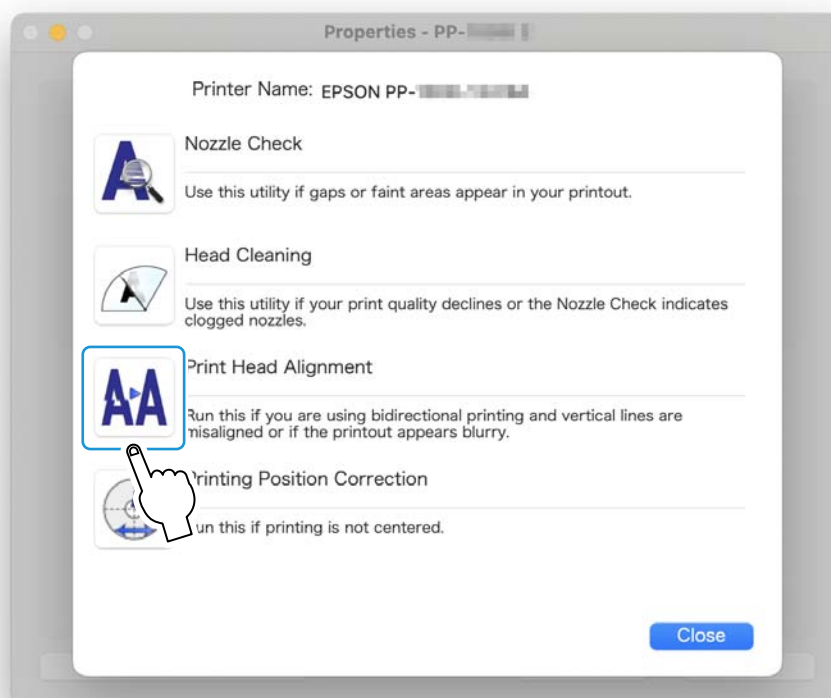 Properties - PP-
Printer Name: EPSON PP-
Nozzle Check
Use this utility if gaps or faint areas appear in your printout.
Head Cleaning
Use this utility if your print quality declines or the Nozzle Check indicates
clogged nozzles.
Print Head Alignment
Run this if you are using bidirectional printing and vertical lines are
misaligned or if the printout appears blurry.
Printing Position Correction
Run this if printing is not centered.
Close